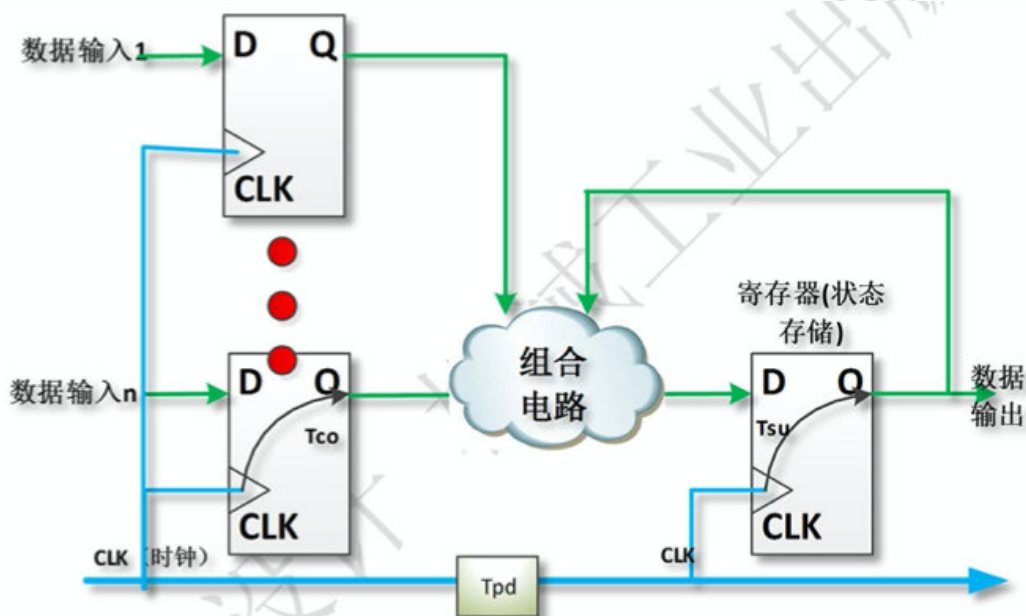 数据输入1
D Q
CLK
寄存器(状态
存储)
数据输入n
D Q
Tco
CLK
组合
电路
D Q
Tsu
CLK
数据
输出
CLK（时钟）
CLK
Tpd